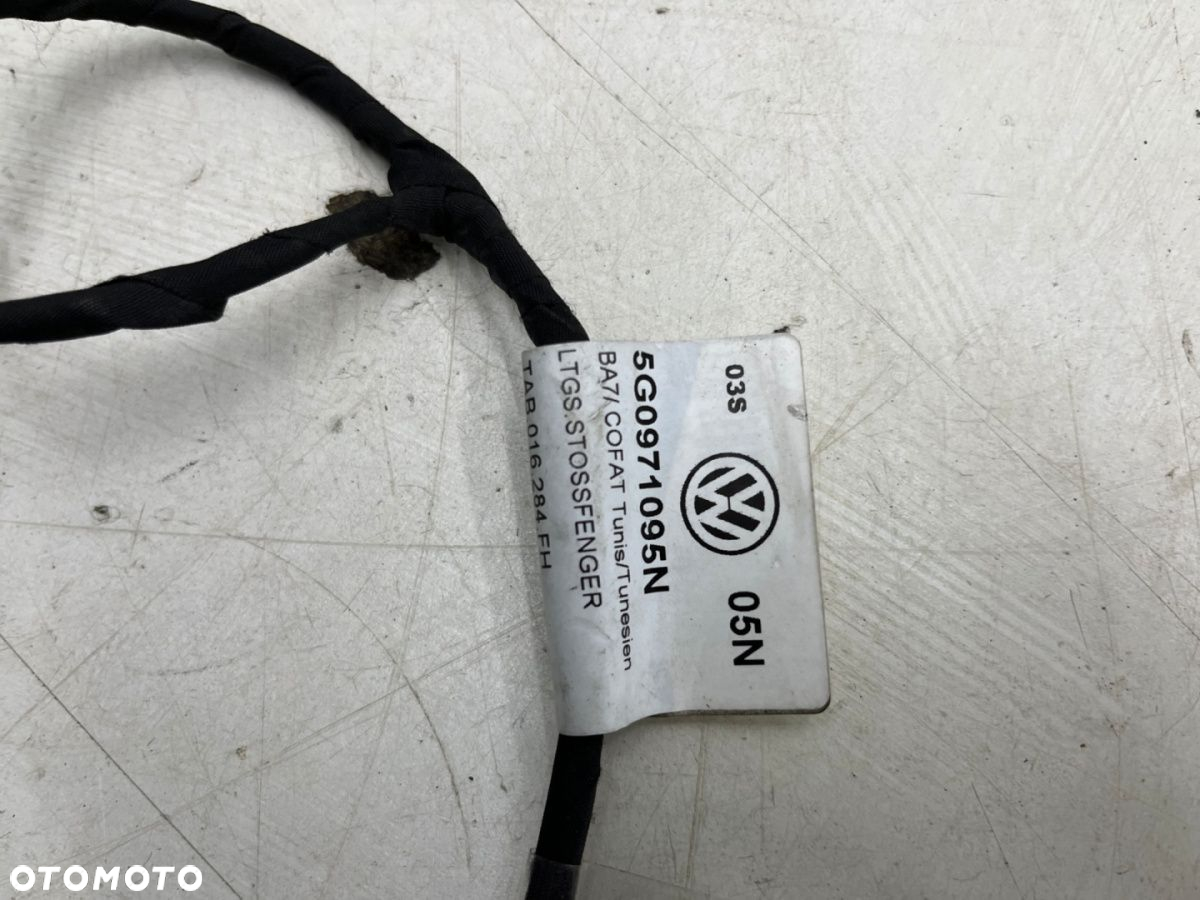 03S
05N
5G0971095N
BA7/ COFAT Tunis/Tunesien
LTGS.STOSSFENGER
TAB 016 284 FH
OTOMOTO